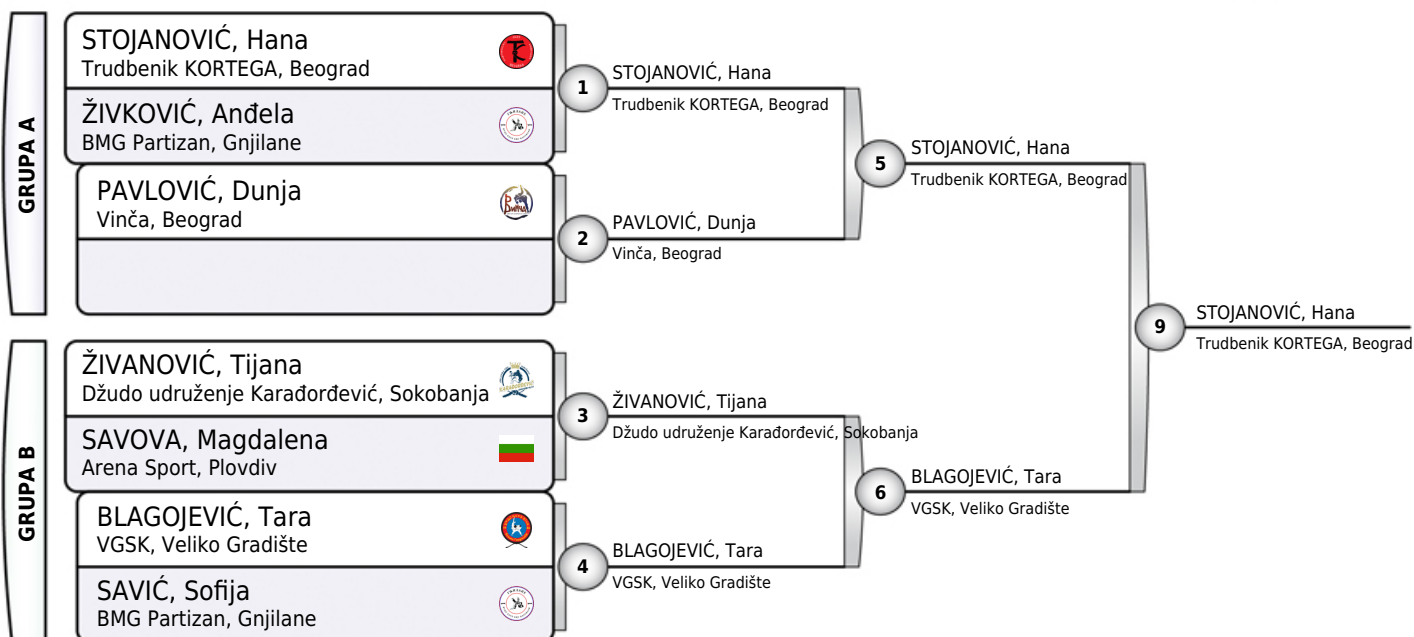 GRUPA A
STOJANOVIĆ, Hana
Trudbenik KORTEGA, Beograd
ŽIVKOVIĆ, Anđela
BMG Partizan, Gnjilane
PAVLOVIĆ, Dunja
Vinča, Beograd
1
STOJANOVIĆ, Hana
Trudbenik KORTEGA, Beograd
2
PAVLOVIĆ, Dunja
Vinča, Beograd
5
STOJANOVIĆ, Hana
Trudbenik KORTEGA, Beograd
GRUPA B
ŽIVANOVIĆ, Tijana
Džudo udruženje Karađorđević, Sokobanja
SAVOVA, Magdalena
Arena Sport, Plovdiv
BLAGOJEVIĆ, Tara
VGSK, Veliko Gradište
SAVIĆ, Sofija
BMG Partizan, Gnjilane
3
ŽIVANOVIĆ, Tijana
Džudo udruženje Karađorđević, Sokobanja
4
BLAGOJEVIĆ, Tara
VGSK, Veliko Gradište
6
BLAGOJEVIĆ, Tara
VGSK, Veliko Gradište
9
STOJANOVIĆ, Hana
Trudbenik KORTEGA, Beograd